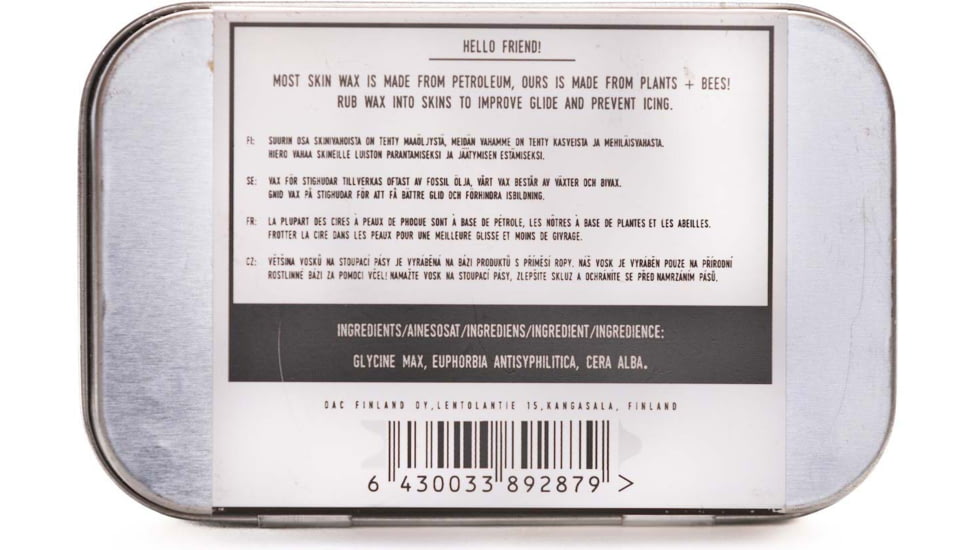 HELLO FRIEND!
MOST SKIN WAX IS MADE FROM PETROLEUM, OURS IS MADE FROM PLANTS + BEES!
RUB WAX INTO SKINS TO IMPROVE GLIDE AND PREVENT ICING.
FI: SUURIN OSA SKINIVAHOISTA ON TEHTY MAAÖLJYSTÄ, MEIDÄN VAHAMME ON TEHTY KASVEISTA JA MEHILÄISVAHASTA.
HIERO VAHAA SKINEILLE LUISTON PARANTAMISEKSI JA JÄÄTYMISEN ESTÄMISEKSI.
SE: VAX FÖR STIGHUDAR TILLVERKAS OFTAST AV FOSSIL ÖLJA, VÅRT VAX BESTÅR AV VÄXTER OCH BIVAX.
GNID VAX PÅ STIGHUDAR FÖR ATT FÅ BÄTTRE GLID OCH FÖRHINDRA ISBILDNING.
FR: LA PLUPART DES CIRES À PEAUX DE PHOQUE SONT À BASE DE PÉTROLE, LES NÔTRES À BASE DE PLANTES ET LES ABEILLES.
FROTTER LA CIRE DANS LES PEAUX POUR UNE MEILLEURE GLISSE ET MOINS DE GIVRAGE.
CZ: VĚTŠINA VOSKŮ NA STOUPACÍ PÁSY JE VYRÁBĚNA NA BÁZI PRODUKTŮ S PŘÍMĚSÍ ROPY. NÁŠ VOSK JE VYRÁBĚN POUZE NA PŘÍRODNÍ
ROSTLINNÉ BÁZI ZA POMOCI VČEL! NAMAŽTE VOSK NA STOUPACÍ PÁSY, ZLEPŠÍTE SKLUZ A OCHRÁNÍTE SE PŘED NAMRZÁNÍM PÁSŮ.
INGREDIENTS/AINESOSAT/INGREDIENS/INGREDIENT/INGREDIENCE:
GLYCINE MAX, EUPHORBIA ANTISYPHILITICA, CERA ALBA.
OAC FINLAND OY,LENTOLANTIE 15,KANGASALA, FINLAND
6 430033 892879 >